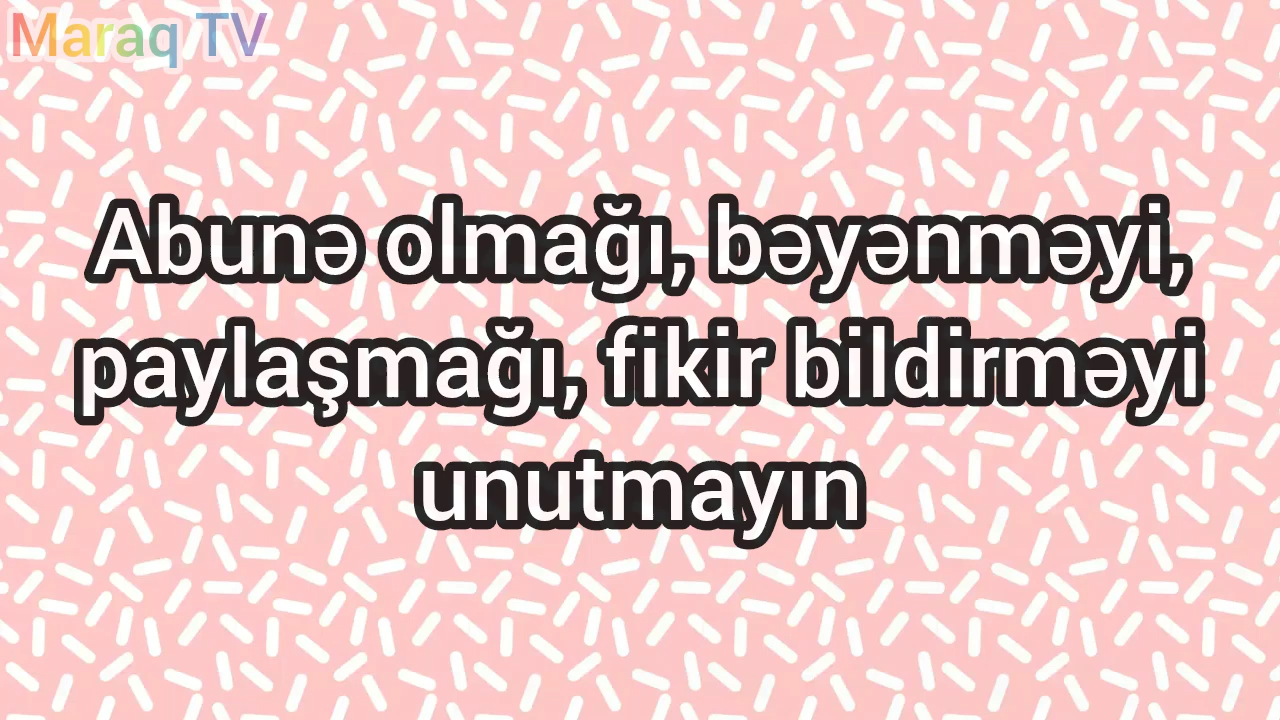 Maraq TV
Abunə olmağı, bəyənməyi,
paylaşmağı, fikir bildirməyi
unutmayın